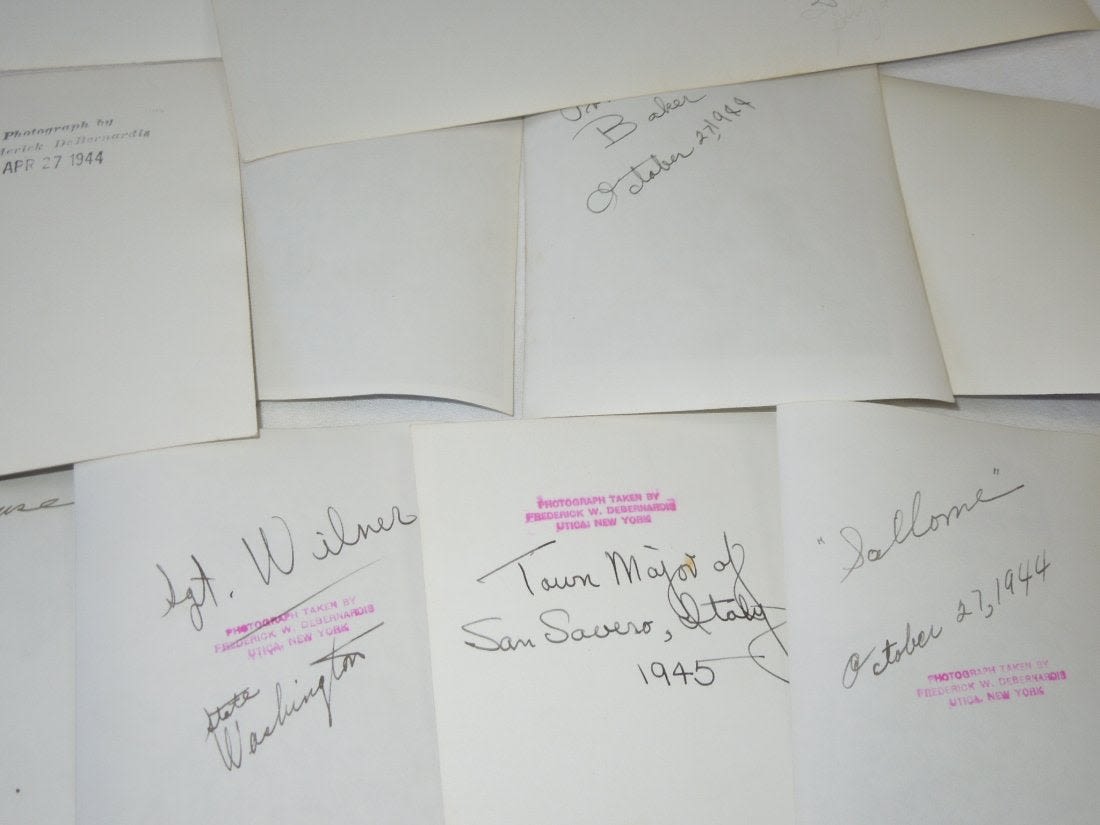 Photograph by
DeBernardis
APR 27 1944
Baker
October 27, 1944
Sgt. Wilner
PHOTOGRAPH TAKEN BY
FREDERICK W. DEBERNARDIS
UTICA, NEW YORK
State
Washington
PHOTOGRAPH TAKEN BY
FREDERICK W. DEBERNARDIS
UTICA, NEW YORK
Town Major of
San Savero, Italy
1945
"Sallome"
October 27, 1944
PHOTOGRAPH TAKEN BY
FREDERICK W. DEBERNARDIS
UTICA, NEW YORK